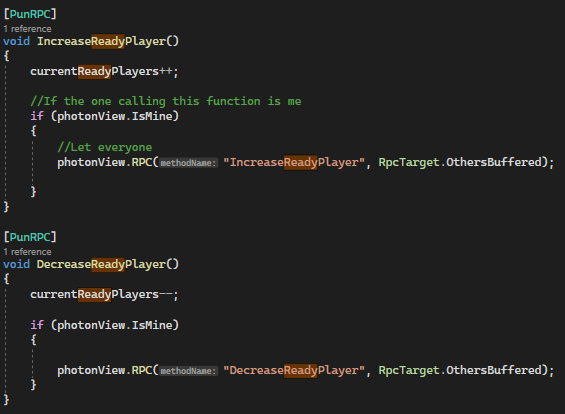 [PunRPC]
1 reference
void IncreaseReadyPlayer()
{
currentReadyPlayers++;
//If the one calling this function is me
if (photonView.IsMine)
{
//Let everyone
photonView.RPC(methodName: "IncreaseReadyPlayer", RpcTarget.OthersBuffered);
}
}
[PunRPC]
1 reference
void DecreaseReadyPlayer()
{
currentReadyPlayers--;
if (photonView.IsMine)
{
photonView.RPC(methodName: "DecreaseReadyPlayer", RpcTarget.OthersBuffered);
}
}